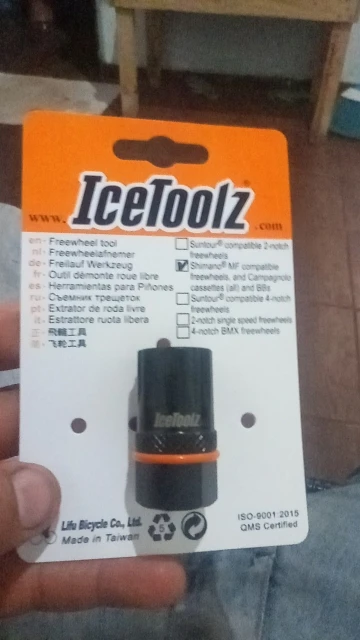 www.IceToolz.com
en - Freewheel tool
nl - Freewheelafnemer
de - Freilauf Werkzeug
fr - Outil démonte roue libre
es - Herramientas para Piñones
ru - Съемник трещеток
pt - Extrator de roda livre
it - Estrattore ruota libera
飛輪工具
飞轮工具
Suntour® compatible 2-notch
freewheels
Shimano® MF compatible
freewheels, and Campagnolo
cassettes (all) and BBs
Suntour® compatible 4-notch
freewheels
2-notch single speed freewheels
4-notch BMX freewheels
IceToolz
Lifu Bicycle Co., Ltd.
Made in Taiwan
5
ISO-9001:2015
QMS Certified